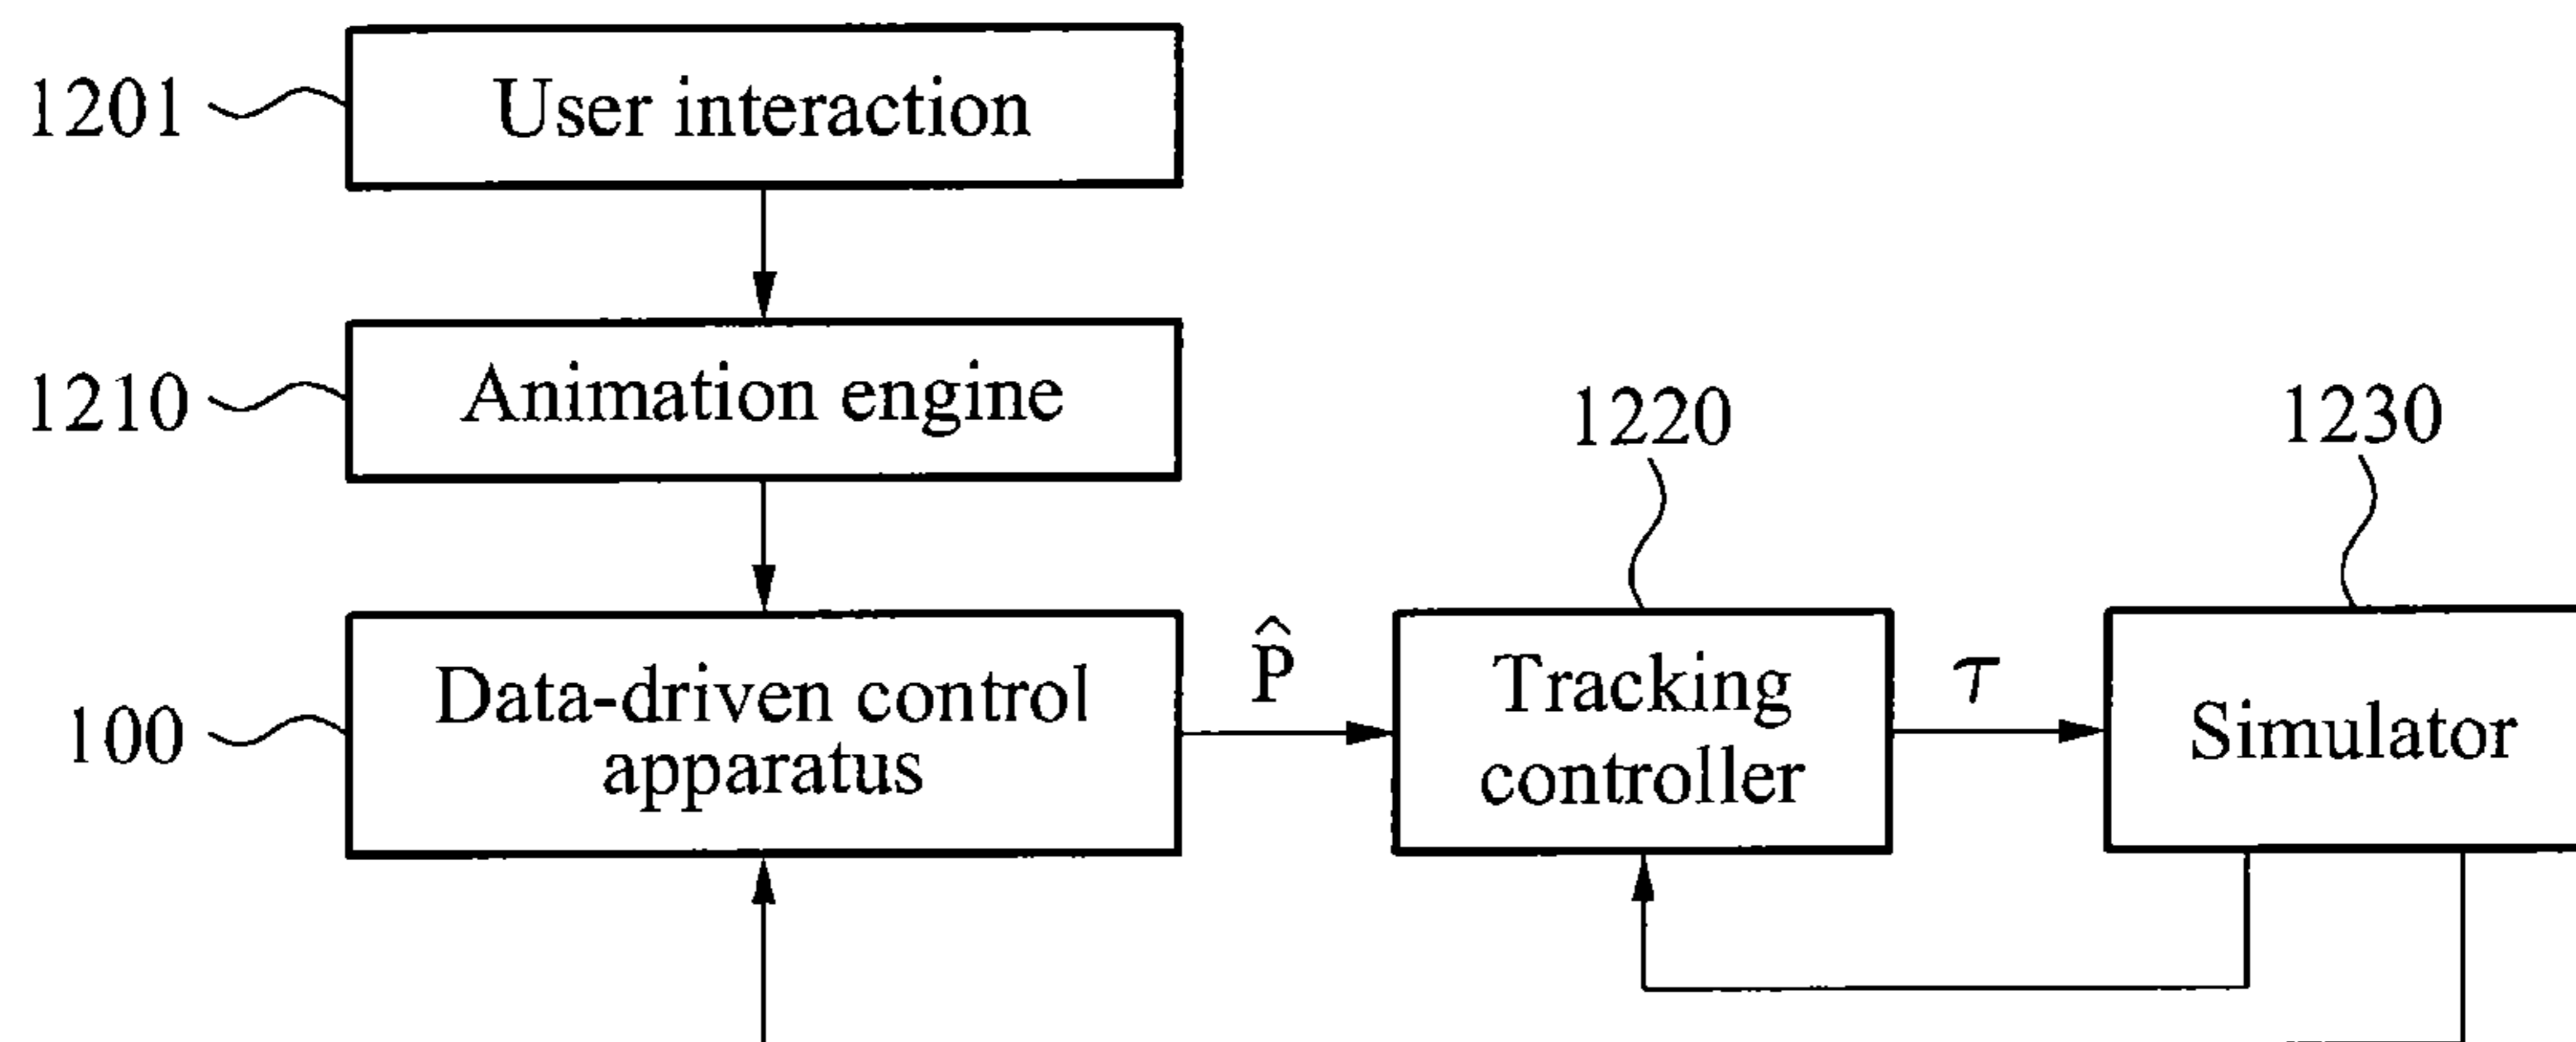 1201
User interaction
1210
Animation engine
1220
1230
100
Data-driven control
apparatus
P̂
Tracking
controller
τ
Simulator